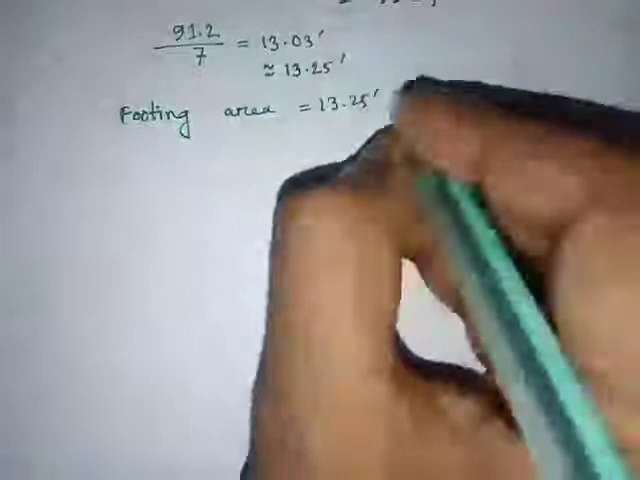 91.2
7
= 13.03'
≈ 13.25'
Footing area = 13.25'